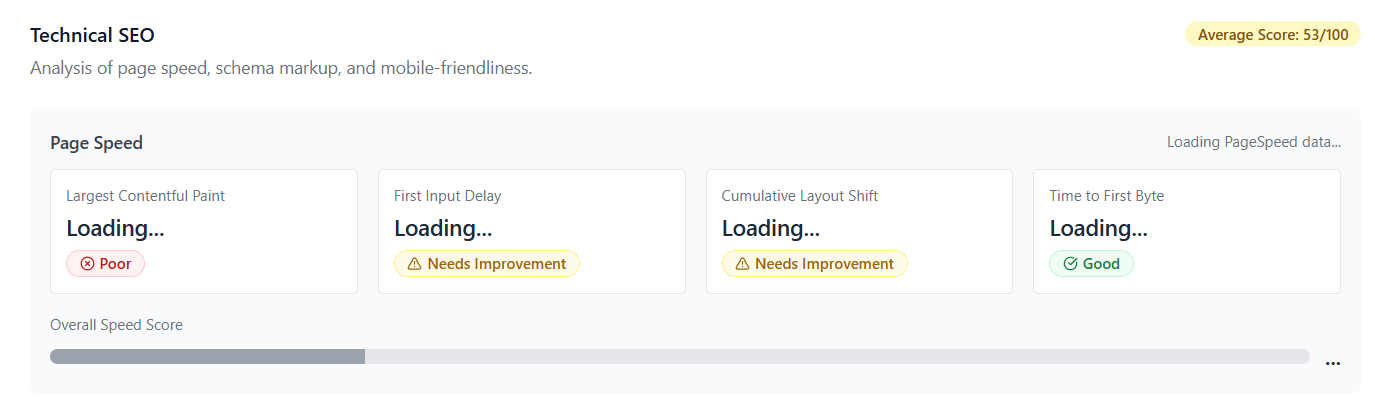 Technical SEO
Average Score: 53/100
Analysis of page speed, schema markup, and mobile-friendliness.
Page Speed
Loading PageSpeed data...
Largest Contentful Paint
Loading...
Poor
First Input Delay
Loading...
Needs Improvement
Cumulative Layout Shift
Loading...
Needs Improvement
Time to First Byte
Loading...
Good
Overall Speed Score
...